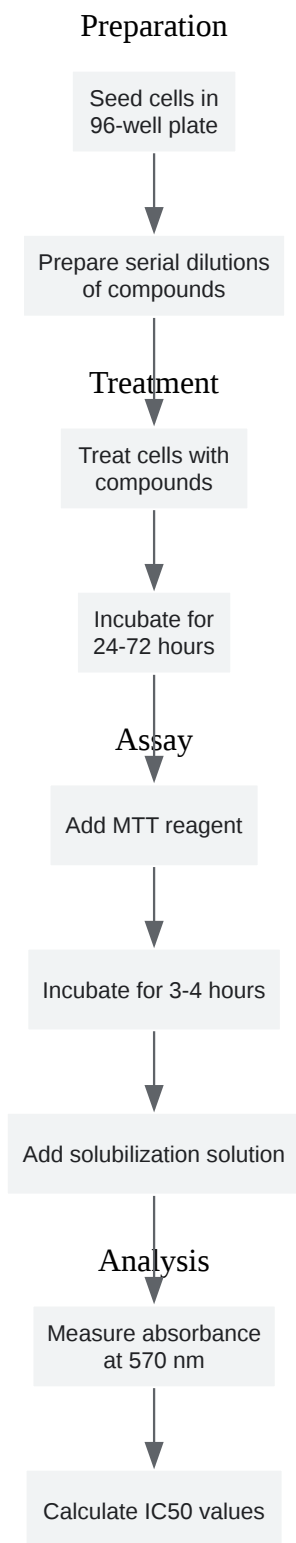 Preparation
Seed cells in
96-well plate
Prepare serial dilutions
of compounds
Treatment
Treat cells with
compounds
Incubate for
24-72 hours
Assay
Add MTT reagent
Incubate for 3-4 hours
Add solubilization solution
Analysis
Measure absorbance
at 570 nm
Calculate IC50 values